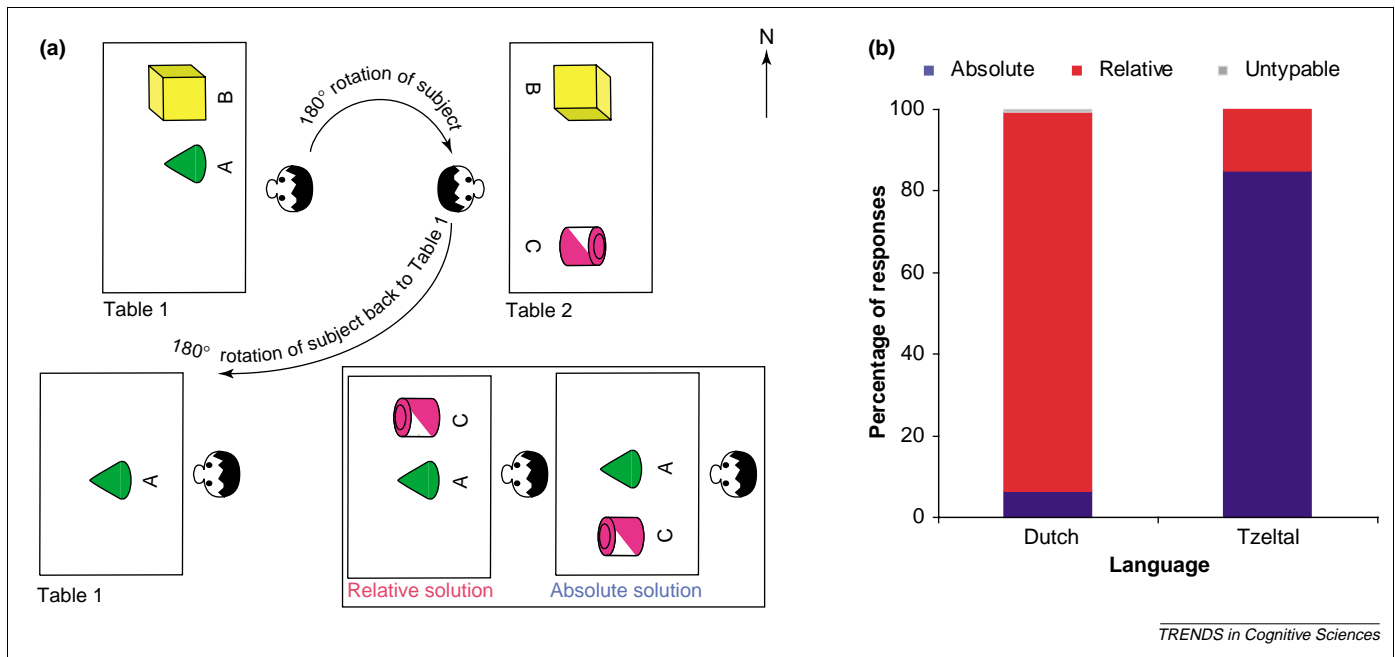 (a)
B
A
Table 1
180° rotation of subject
B
C
Table 2
N
180° rotation of subject back to Table 1
A
Table 1
C
A
Relative solution
A
C
Absolute solution
(b)
Absolute Relative Untypable
Percentage of responses
100
80
60
40
20
0
Dutch Tzeltal
Language
TRENDS in Cognitive Sciences